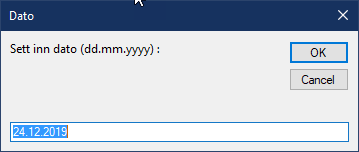 Dato
Sett inn dato (dd.mm.yyyy) :
OK
Cancel
24.12.2019